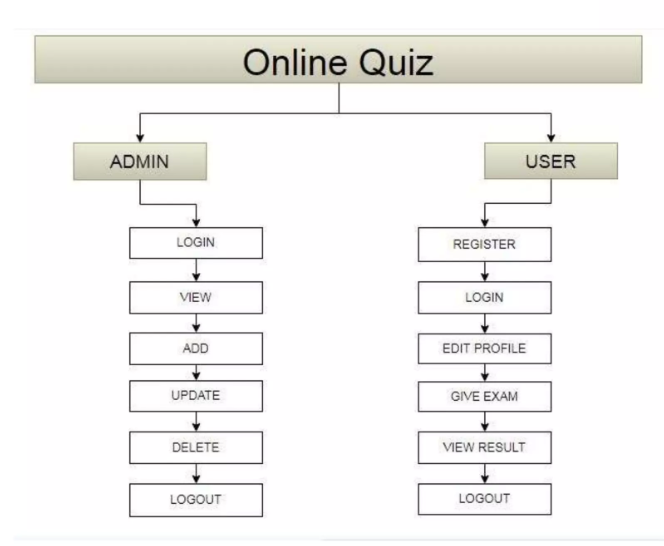 Online Quiz
ADMIN
LOGIN
VIEW
ADD
UPDATE
DELETE
LOGOUT
USER
REGISTER
LOGIN
EDIT PROFILE
GIVE EXAM
VIEW RESULT
LOGOUT